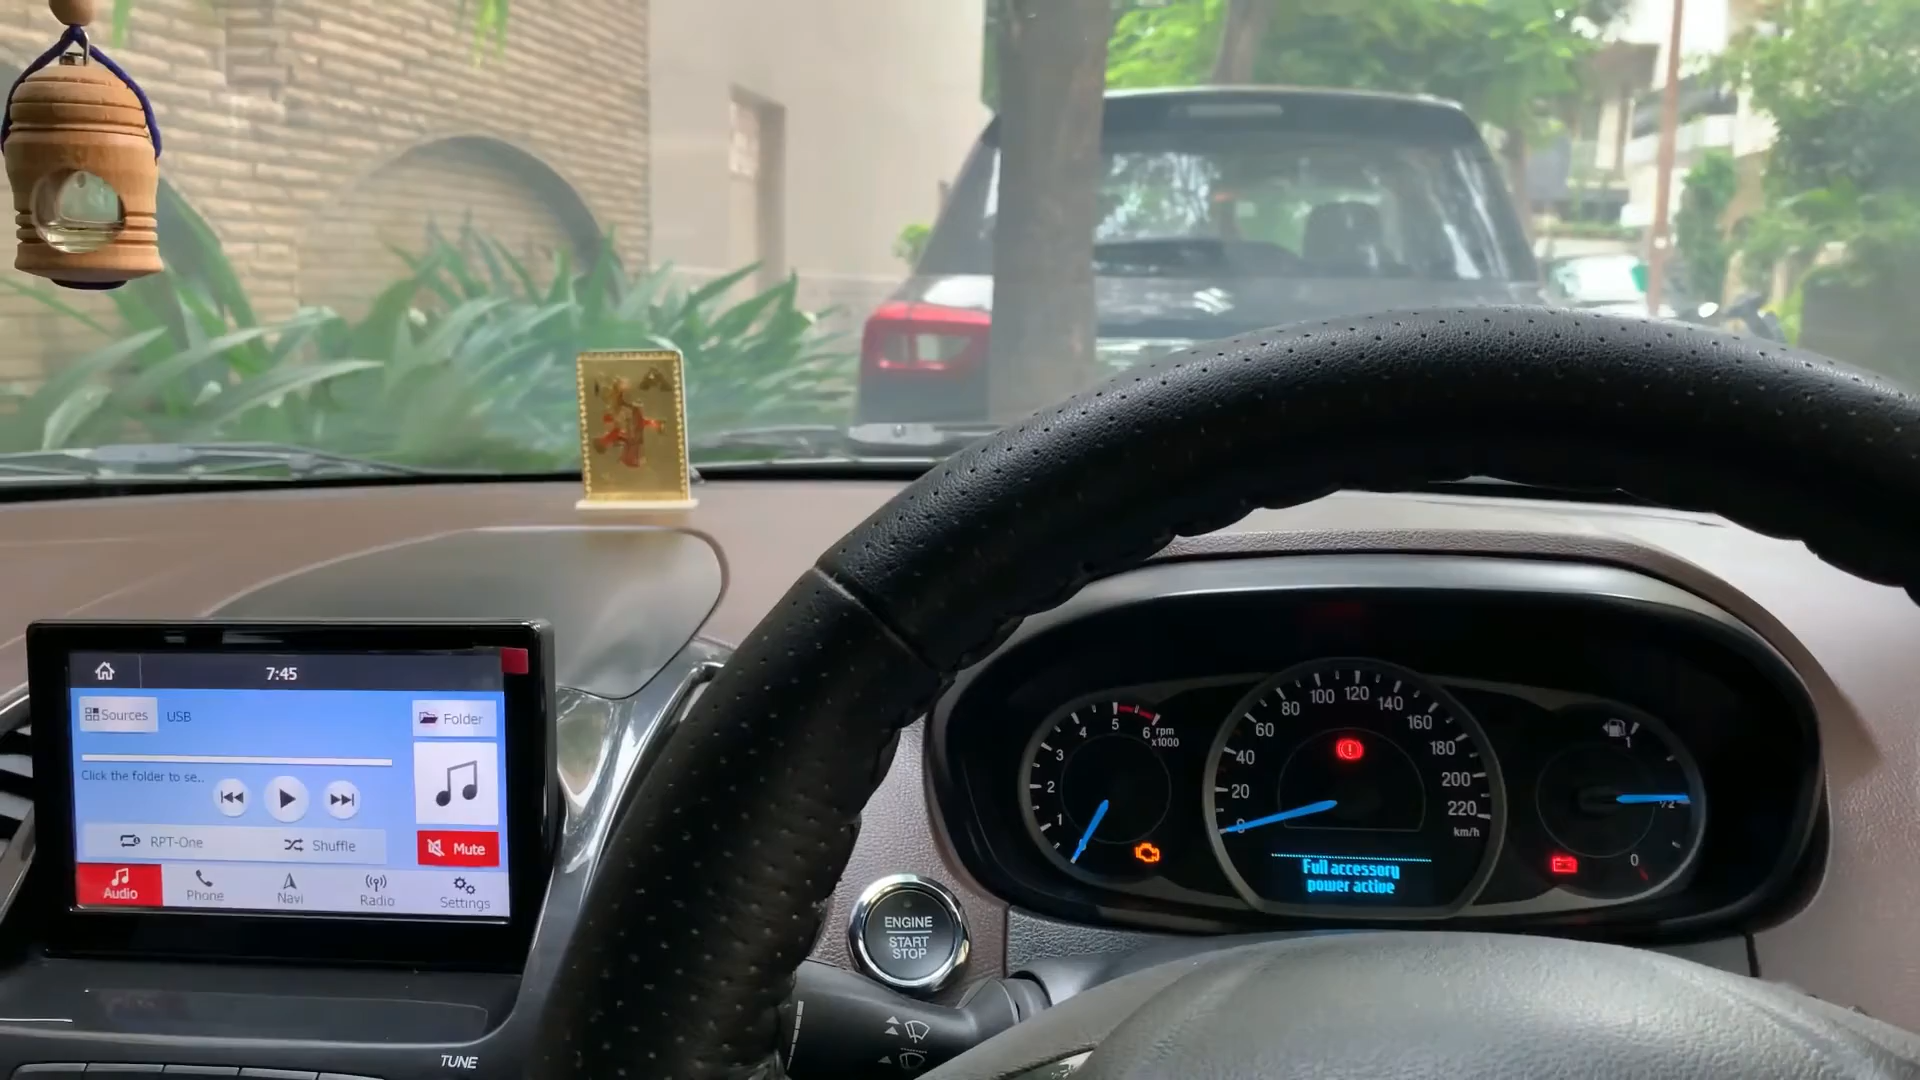 7:45
Sources
USB
Folder
Click the folder to se..
RPT-One
Shuffle
Mute
Audio
Phone
Navi
Radio
Settings
TUNE
ENGINE
START
STOP
1
2
3
4
5
6
rpm
x1000
0
20
40
60
80
100
120
140
160
180
200
220
km/h
Full accessory
power active
1
1/2
0